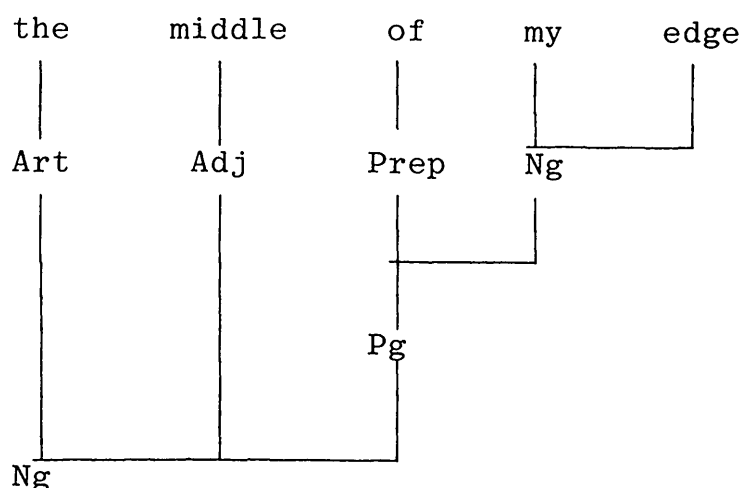 the middle of my edge
Art Adj Prep Ng
Pg
Ng